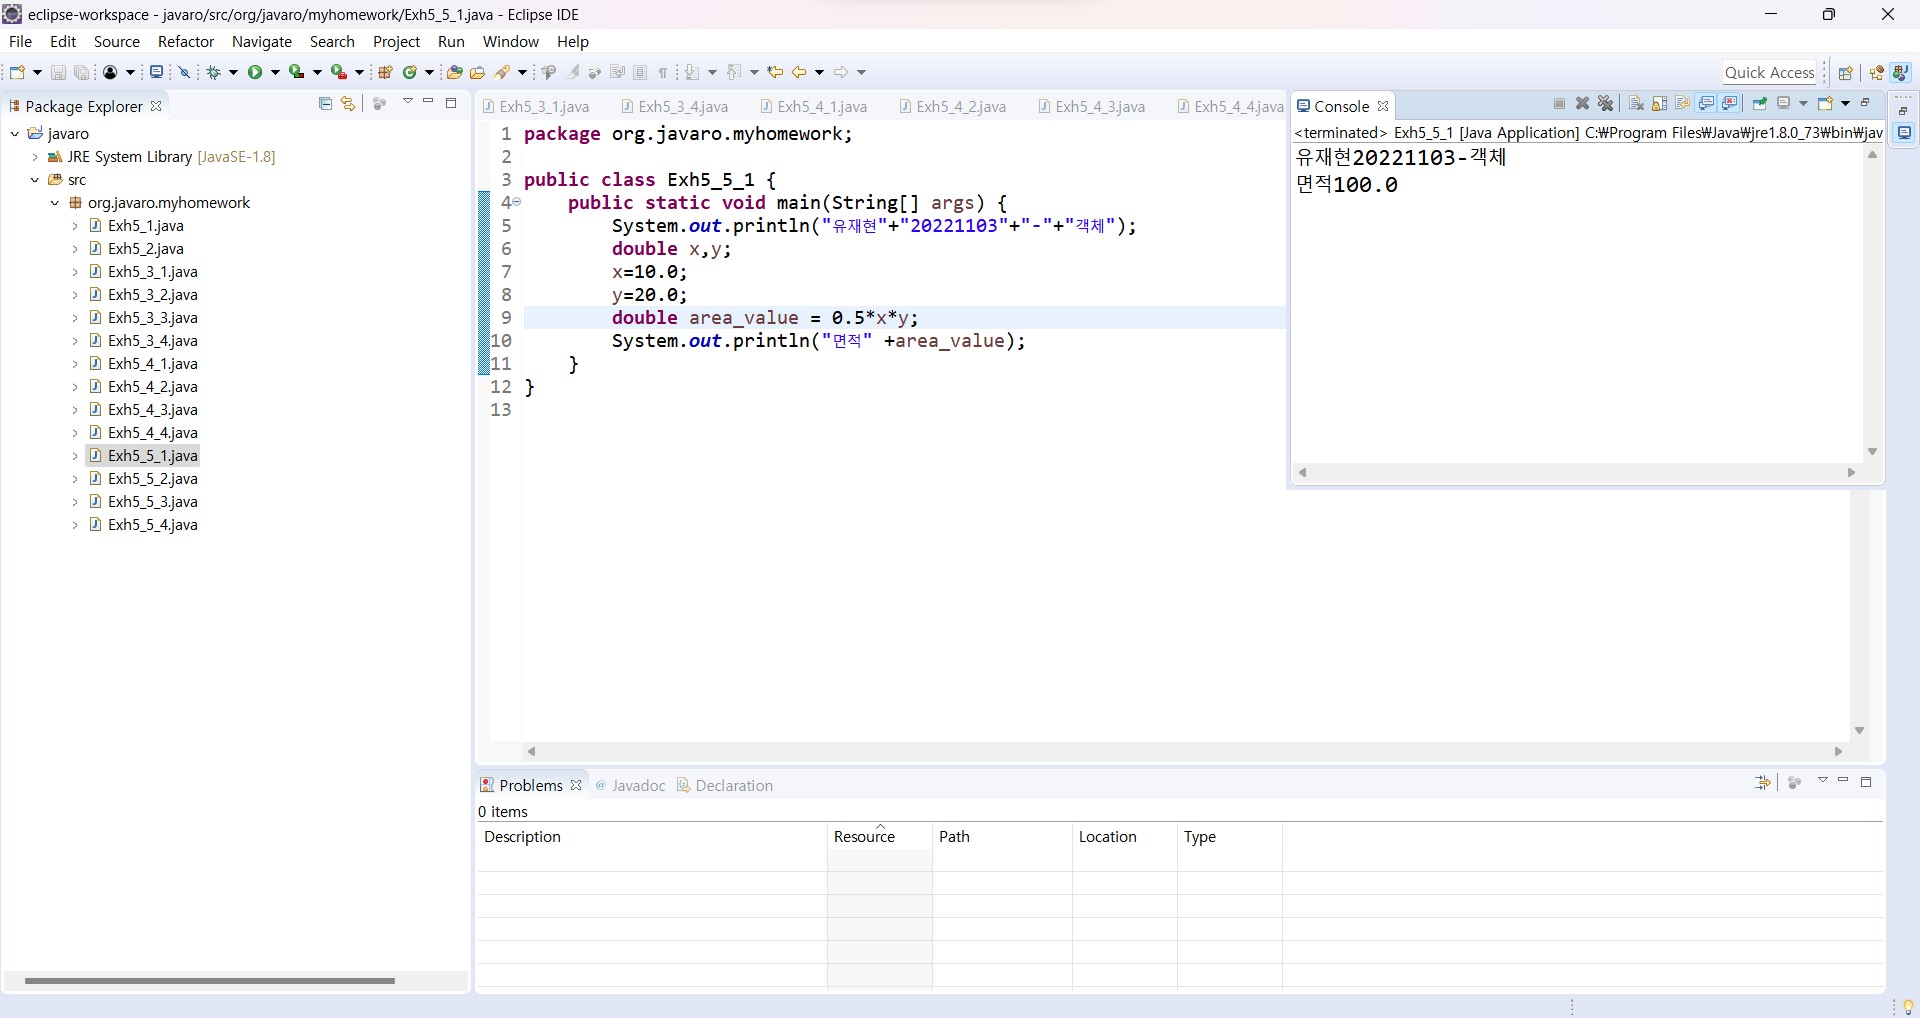 eclipse-workspace - javaro/src/org/javaro/myhomework/Exh5_5_1.java - Eclipse IDE
File Edit Source Refactor Navigate Search Project Run Window Help
Quick Access
Package Explorer
javaro
JRE System Library [JavaSE-1.8]
src
org.javaro.myhomework
Exh5_1.java
Exh5_2.java
Exh5_3_1.java
Exh5_3_2.java
Exh5_3_3.java
Exh5_3_4.java
Exh5_4_1.java
Exh5_4_2.java
Exh5_4_3.java
Exh5_4_4.java
Exh5_5_1.java
Exh5_5_2.java
Exh5_5_3.java
Exh5_5_4.java
Exh5_3_1.java Exh5_3_4.java Exh5_4_1.java Exh5_4_2.java Exh5_4_3.java Exh5_4_4.java
1 package org.javaro.myhomework;
2
3 public class Exh5_5_1 {
4 public static void main(String[] args) {
5 System.out.println("유재현"+"20221103"+"-"+"객체");
6 double x,y;
7 x=10.0;
8 y=20.0;
9 double area_value = 0.5*x*y;
10 System.out.println("면적" +area_value);
11 }
12 }
13
Console
<terminated> Exh5_5_1 [Java Application] C:₩Program Files₩Java₩jre1.8.0_73₩bin₩jav
유재현20221103-객체
면적100.0
Problems Javadoc Declaration
0 items
Description Resource Path Location Type